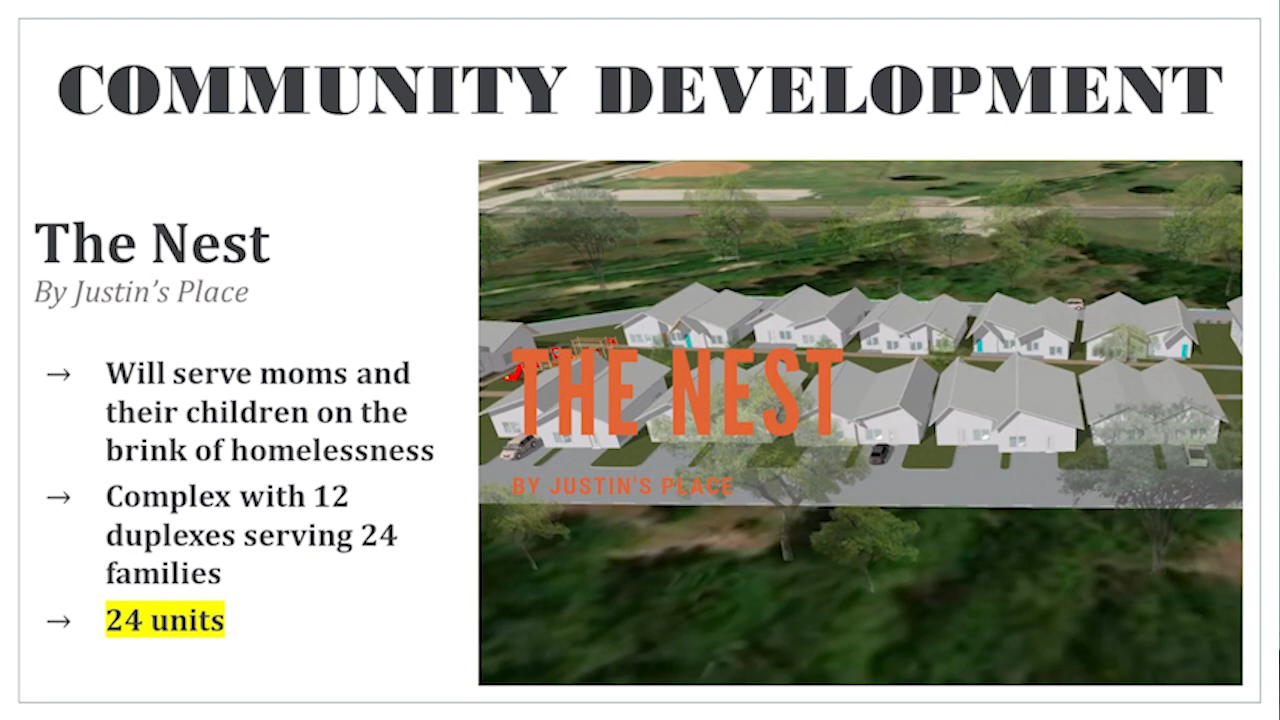 COMMUNITY DEVELOPMENT
The Nest
By Justin's Place
→ Will serve moms and
their children on the
brink of homelessness
→ Complex with 12
duplexes serving 24
families
→ 24 units
THE NEST
BY JUSTIN'S PLACE